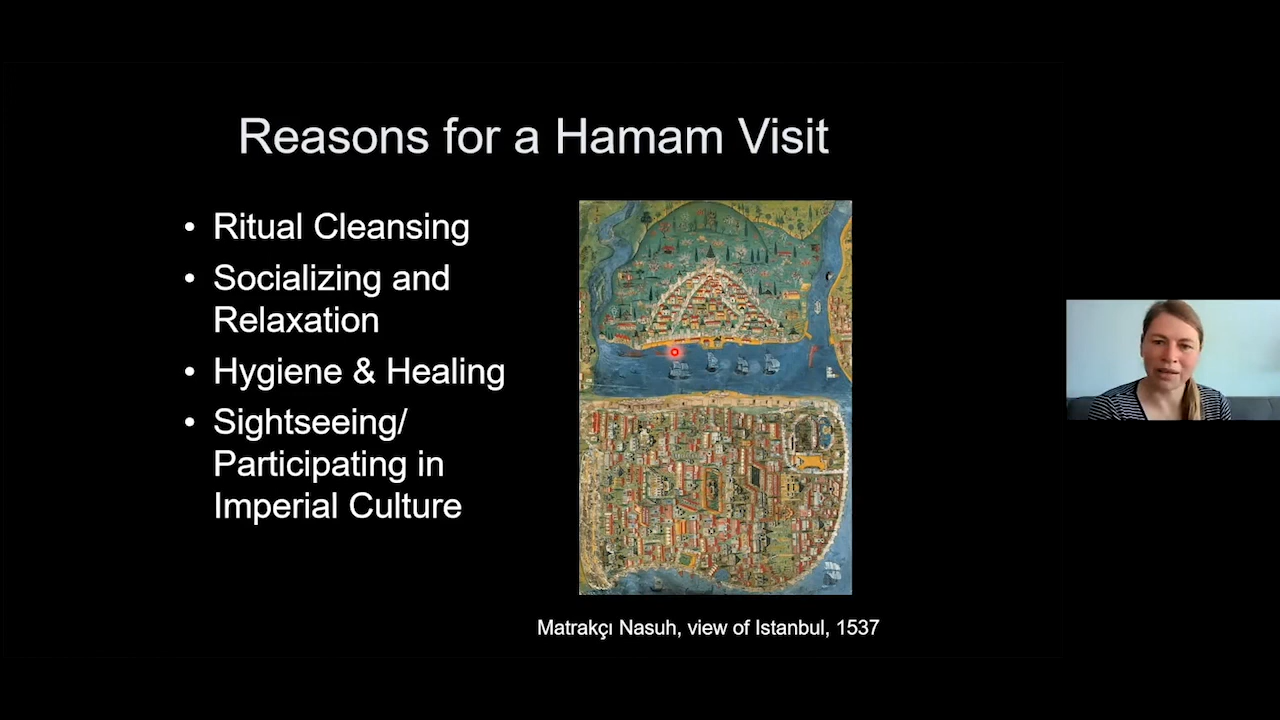 Reasons for a Hamam Visit
• Ritual Cleansing
• Socializing and
Relaxation
• Hygiene & Healing
• Sightseeing/
Participating in
Imperial Culture
Matrakçı Nasuh, view of Istanbul, 1537